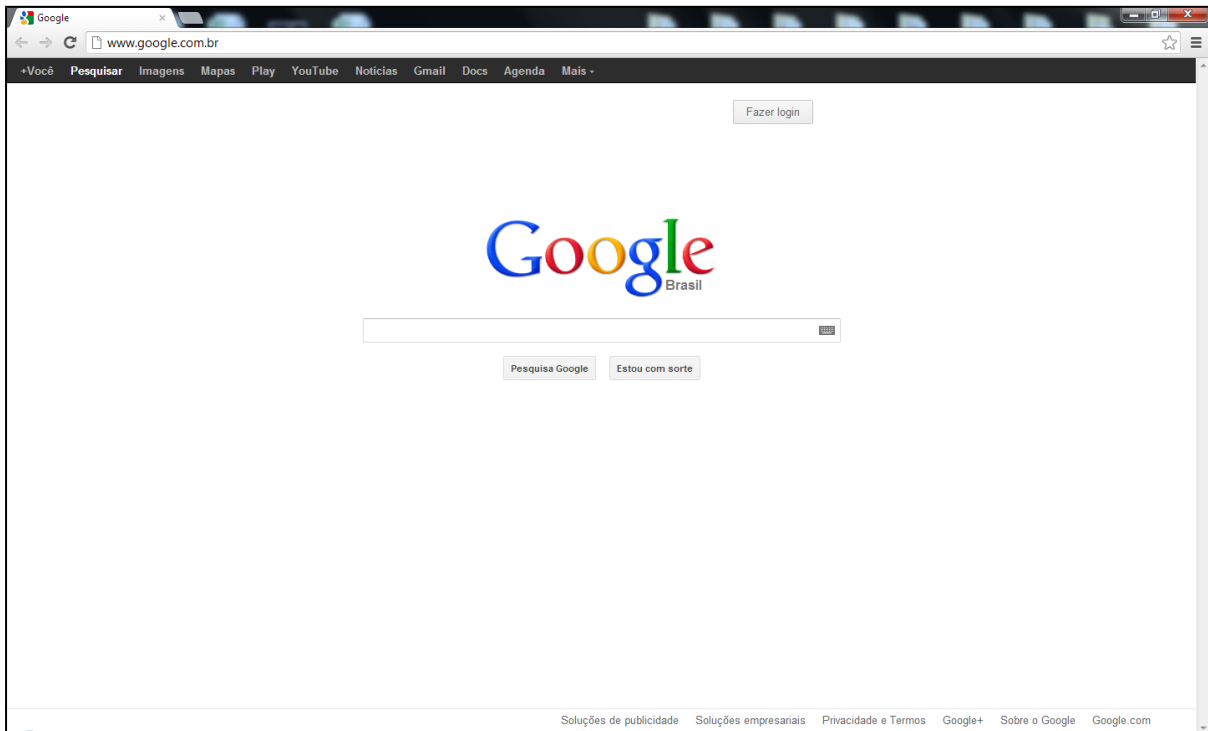 Google
www.google.com.br
+Você Pesquisar Imagens Mapas Play YouTube Notícias Gmail Docs Agenda Mais
Fazer login
Google
Brasil
Pesquisa Google Estou com sorte
Soluções de publicidade Soluções empresariais Privacidade e Termos Google+ Sobre o Google Google.com